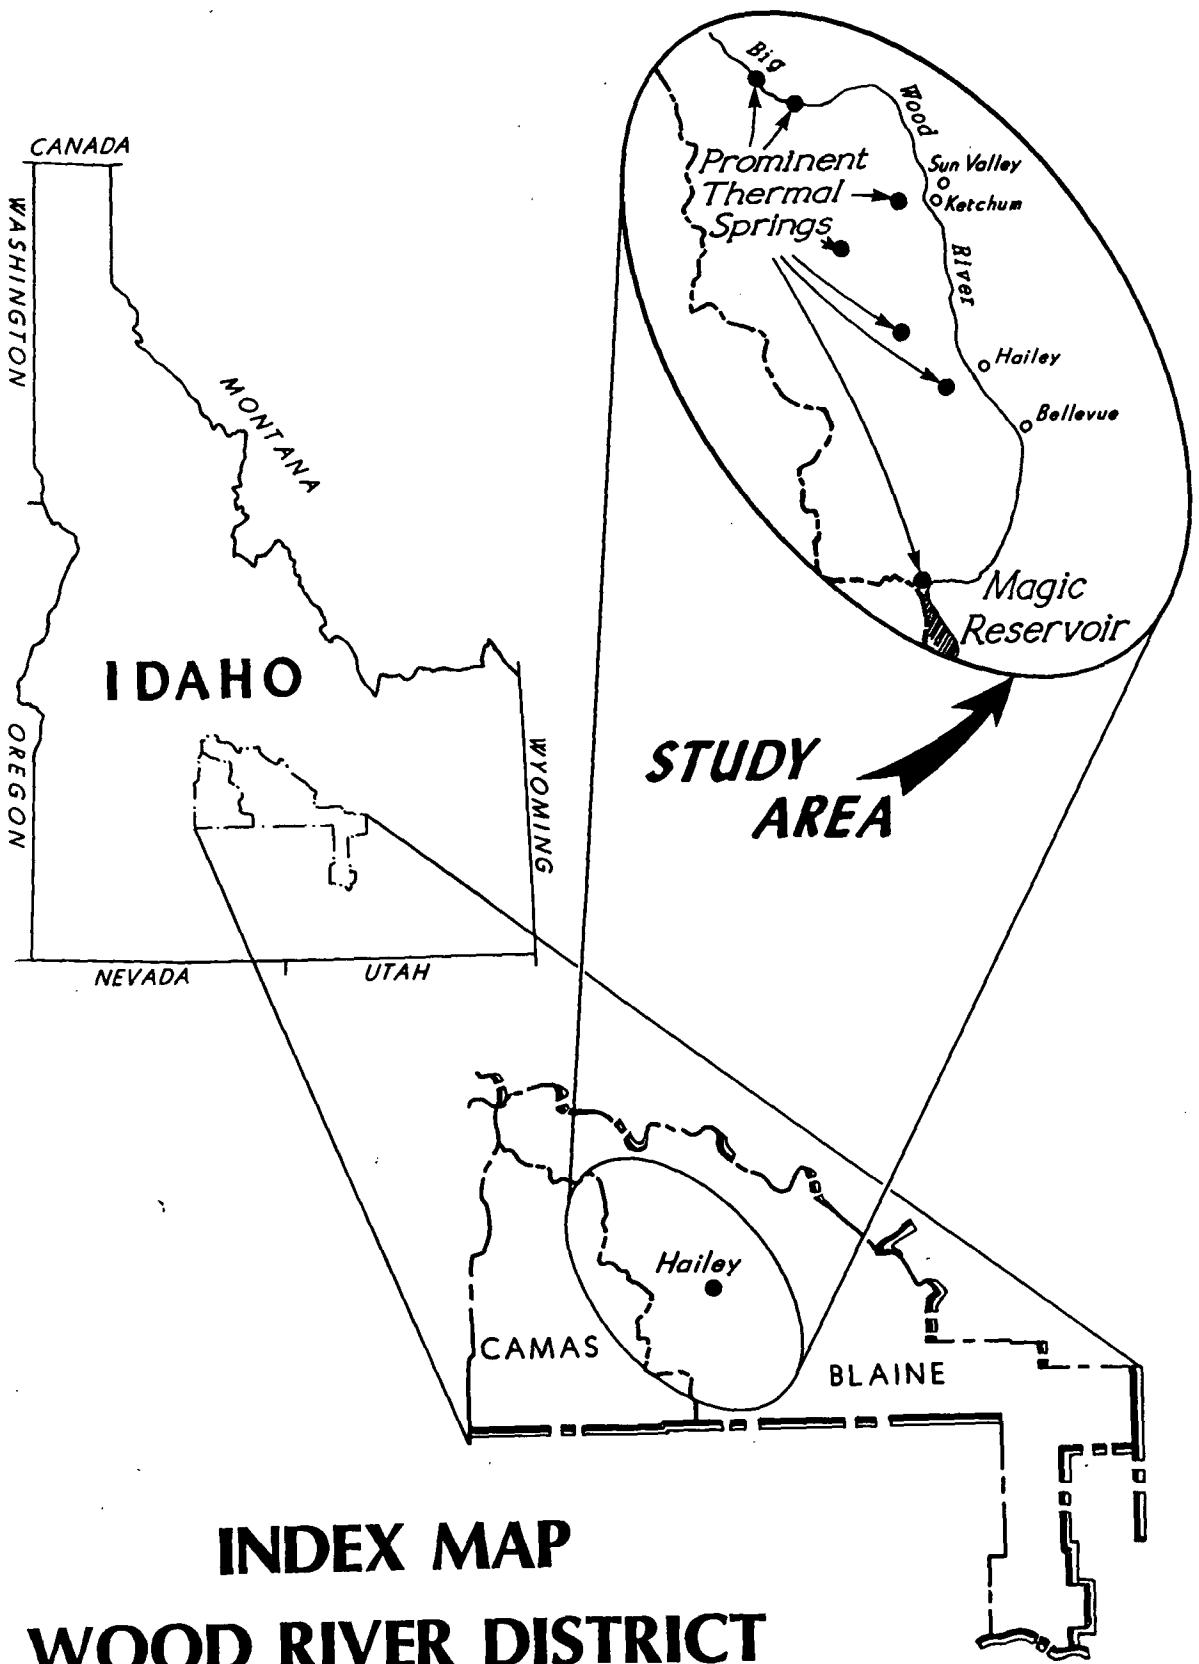 Big
Wood
River
Prominent
Thermal
Springs
Sun Valley
Ketchum
Hailey
Bellevue
Magic
Reservoir
STUDY
AREA
CANADA
WASHINGTON
MONTANA
IDAHO
OREGON
WYOMING
NEVADA
UTAH
Hailey
CAMAS
BLAINE
INDEX MAP
WOOD RIVER DISTRICT